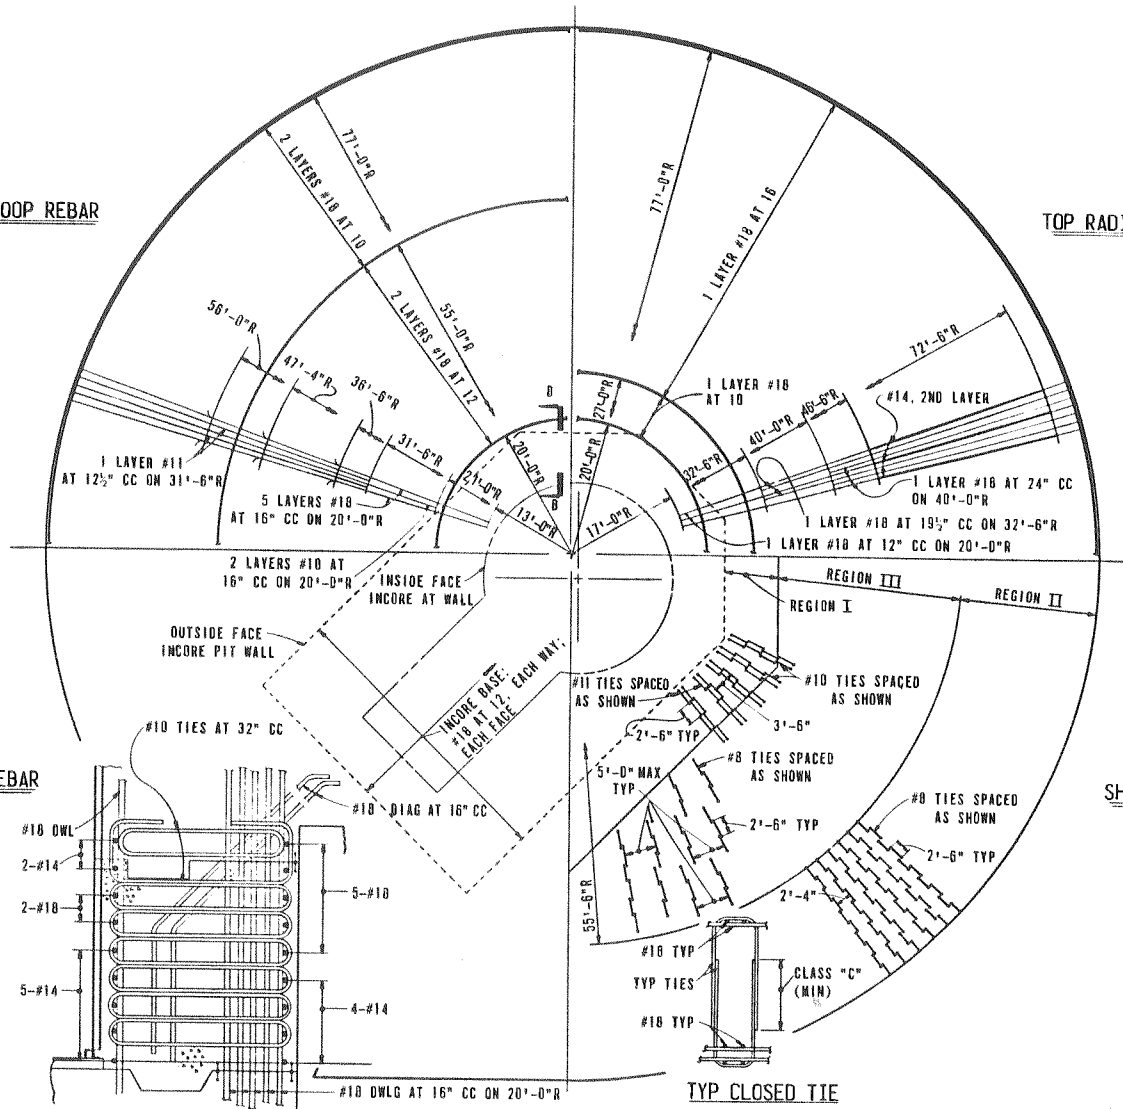 OOP REBAR
TOP RAD
77'-0"R
2 LAYERS #18 AT 10
77'-0"R
1 LAYER #18 AT 16
56'-0"R
47'-4"R
36'-6"R
31'-6"R
55'-0"R
2 LAYERS #18 AT 12
72'-6"R
#14, 2ND LAYER
46'-6"R
40'-0"R
32'-6"R
1 LAYER #18
AT 18
27'-0"R
20'-0"R
20'-0"R
21'-0"R
13'-0"R
17'-0"R
D
B
1 LAYER #11
AT 12½" CC ON 31'-6"R
5 LAYERS #18
AT 16" CC ON 20'-0"R
2 LAYERS #18 AT
16" CC ON 20'-0"R
1 LAYER #18 AT 24" CC
ON 40'-0"R
1 LAYER #18 AT 19½" CC ON 32'-6"R
1 LAYER #18 AT 12" CC ON 20'-0"R
INSIDE FACE
INCORE AT WALL
OUTSIDE FACE
INCORE PIT WALL
REGION III
REGION II
REGION I
INCORE BASE:
#18 AT 12, EACH WAY;
EACH FACE
#11 TIES SPACED
AS SHOWN
#10 TIES SPACED
AS SHOWN
3'-6"
2'-6" TYP
#8 TIES SPACED
AS SHOWN
5'-0" MAX
TYP
2'-6" TYP
#8 TIES SPACED
AS SHOWN
2'-6" TYP
2'-4"
55'-6"R
EBAR
SH
#10 TIES AT 32" CC
#18 DWL
2-#14
2-#18
5-#14
#18 DIAG AT 16" CC
5-#18
4-#14
#18 DWLG AT 16" CC ON 20'-0"R
#18 TYP
TYP TIES
#18 TYP
CLASS "C"
(MIN)
TYP CLOSED TIE